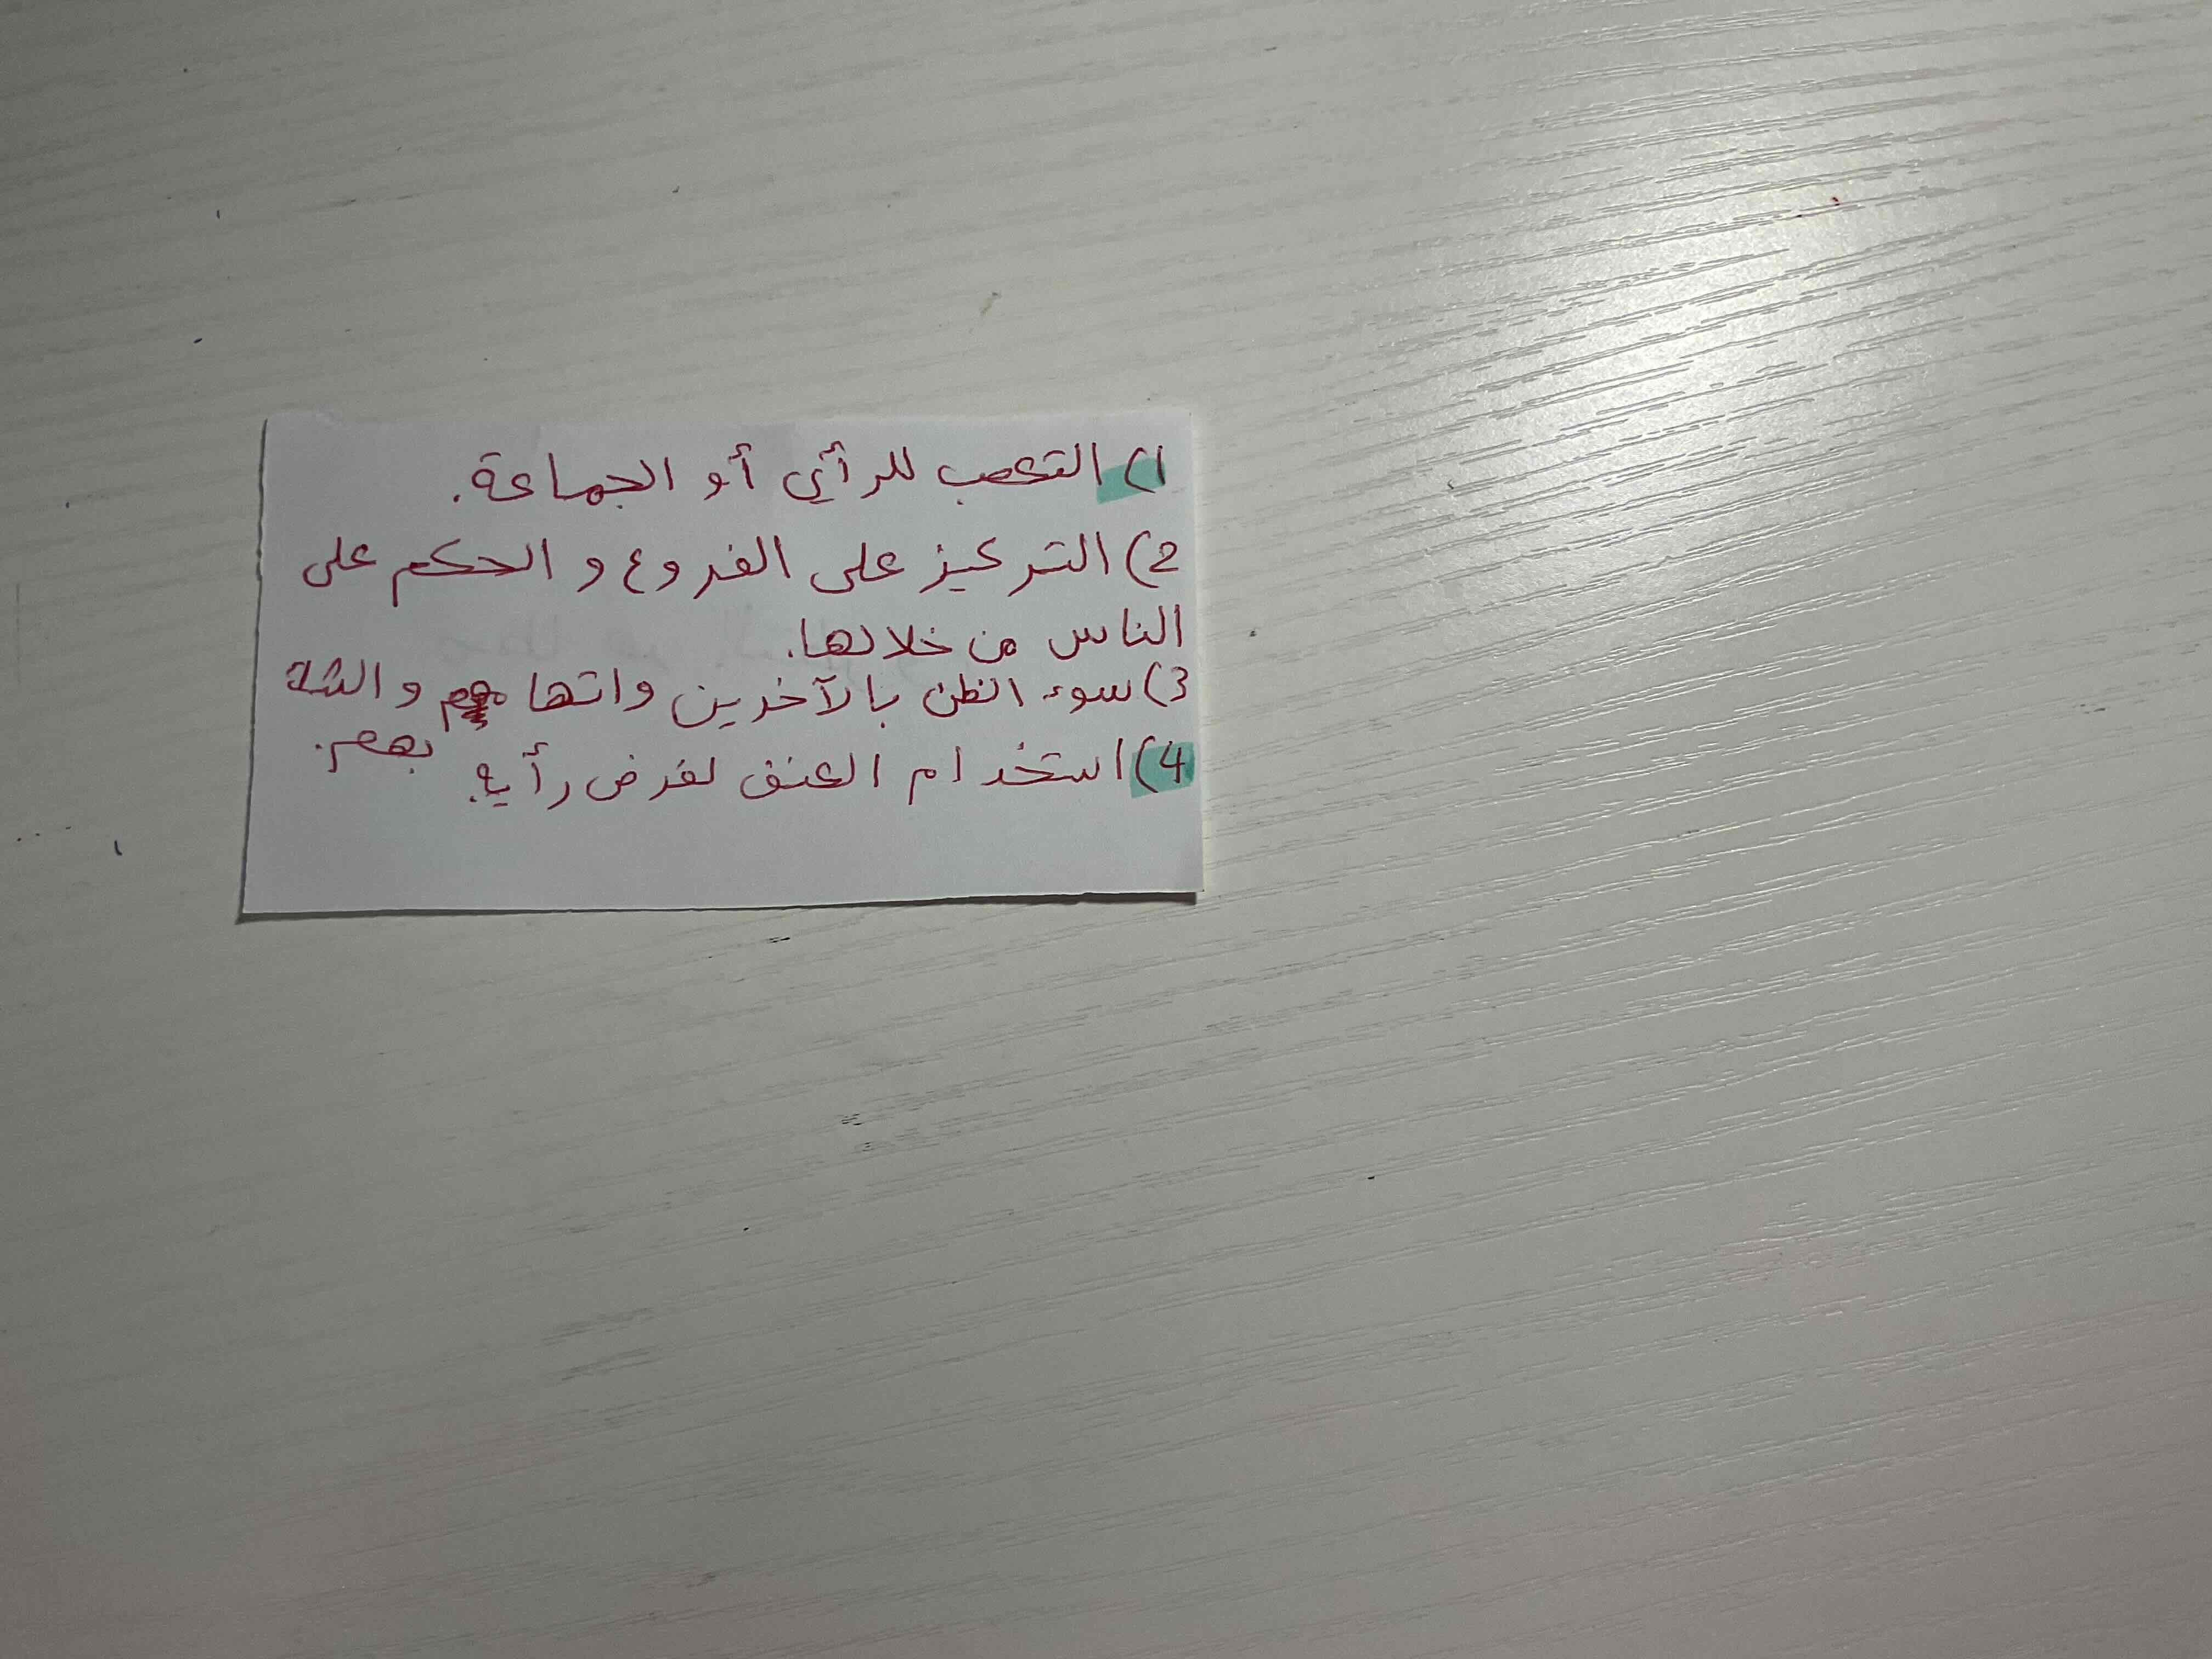 1) التعصب للرأي أو الجماعة.
2) التركيز على الفروع و الحكم على
الناس من خلالها.
3) سوء الظن بالآخرين واتهامهم و الشك
بهم.
4) استخدام العنف لفرض رأيه.